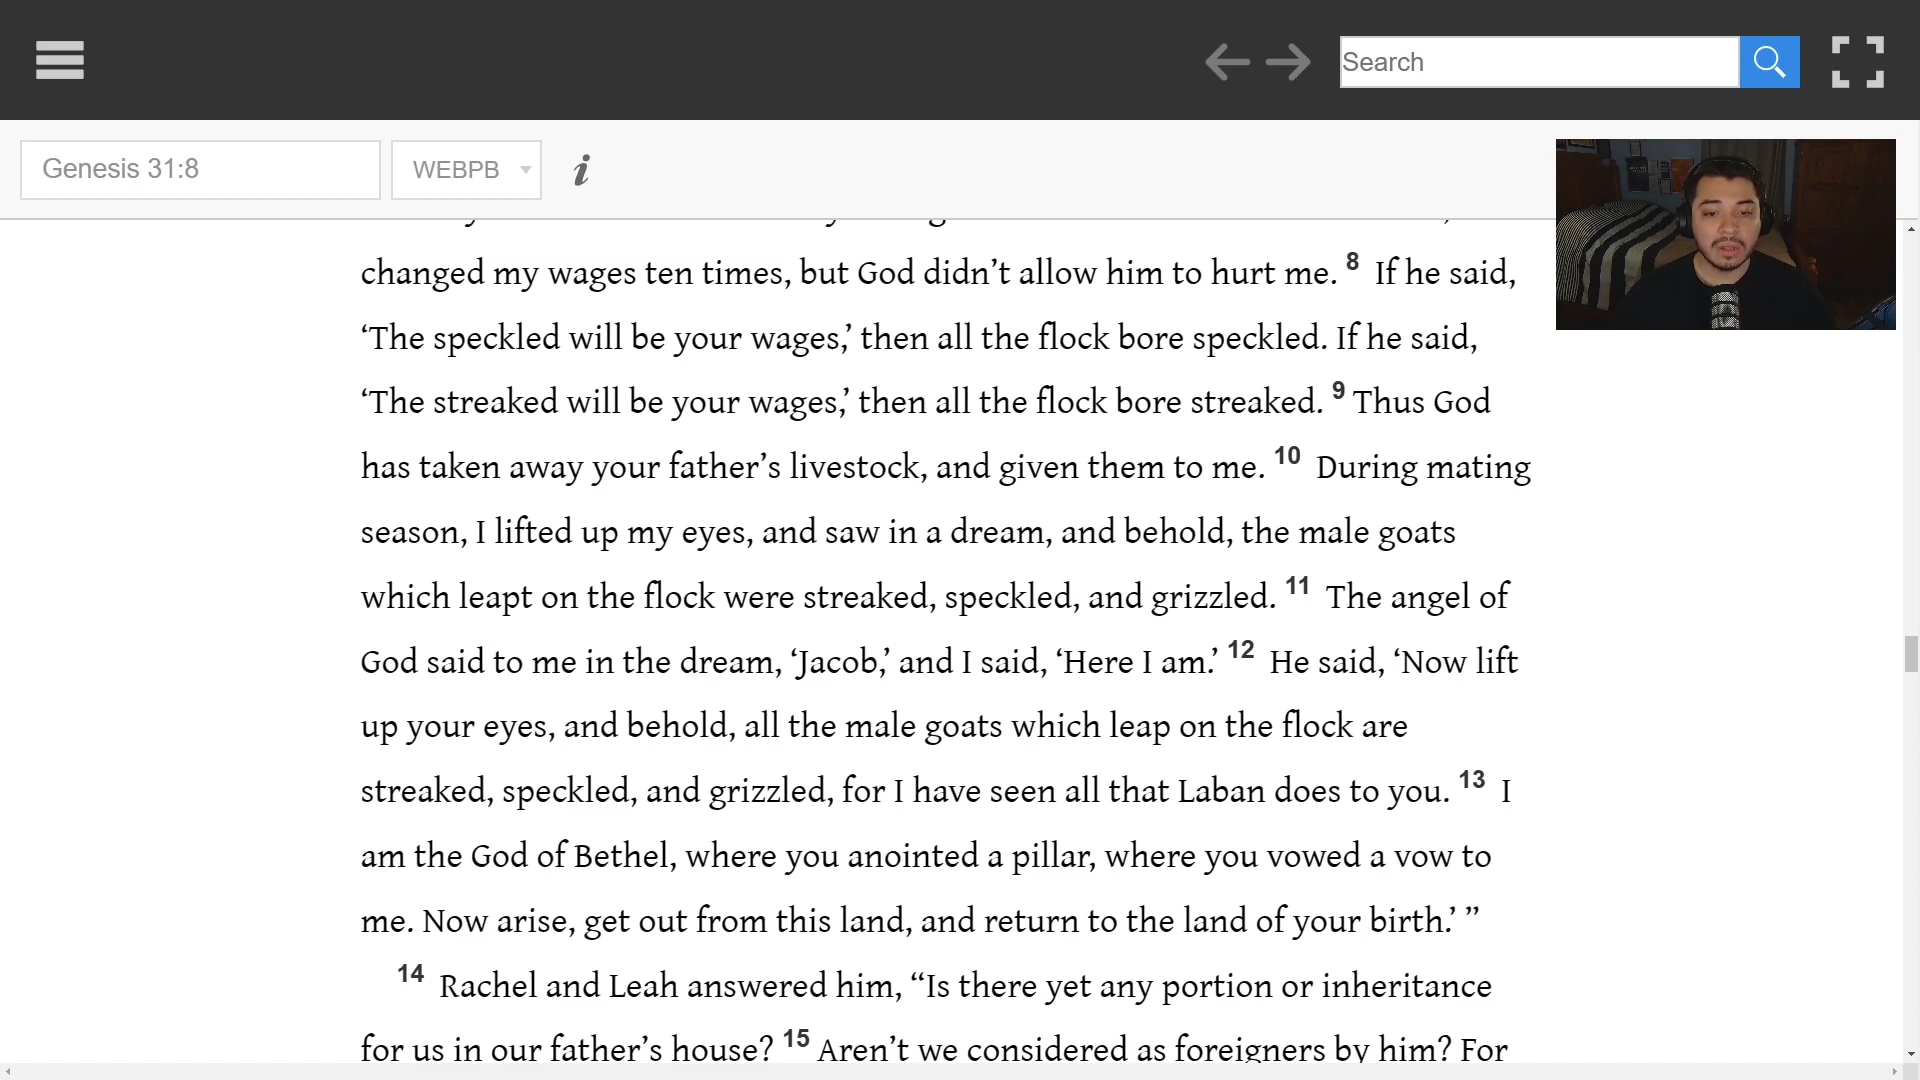 Search
Genesis 31:8
WEBPB
changed my wages ten times, but God didn’t allow him to hurt me. 8 If he said,
‘The speckled will be your wages,’ then all the flock bore speckled. If he said,
‘The streaked will be your wages,’ then all the flock bore streaked. 9 Thus God
has taken away your father’s livestock, and given them to me. 10 During mating
season, I lifted up my eyes, and saw in a dream, and behold, the male goats
which leapt on the flock were streaked, speckled, and grizzled. 11 The angel of
God said to me in the dream, ‘Jacob,’ and I said, ‘Here I am.’ 12 He said, ‘Now lift
up your eyes, and behold, all the male goats which leap on the flock are
streaked, speckled, and grizzled, for I have seen all that Laban does to you. 13 I
am the God of Bethel, where you anointed a pillar, where you vowed a vow to
me. Now arise, get out from this land, and return to the land of your birth.’ ”
14 Rachel and Leah answered him, “Is there yet any portion or inheritance
for us in our father’s house? 15 Aren’t we considered as foreigners by him? For